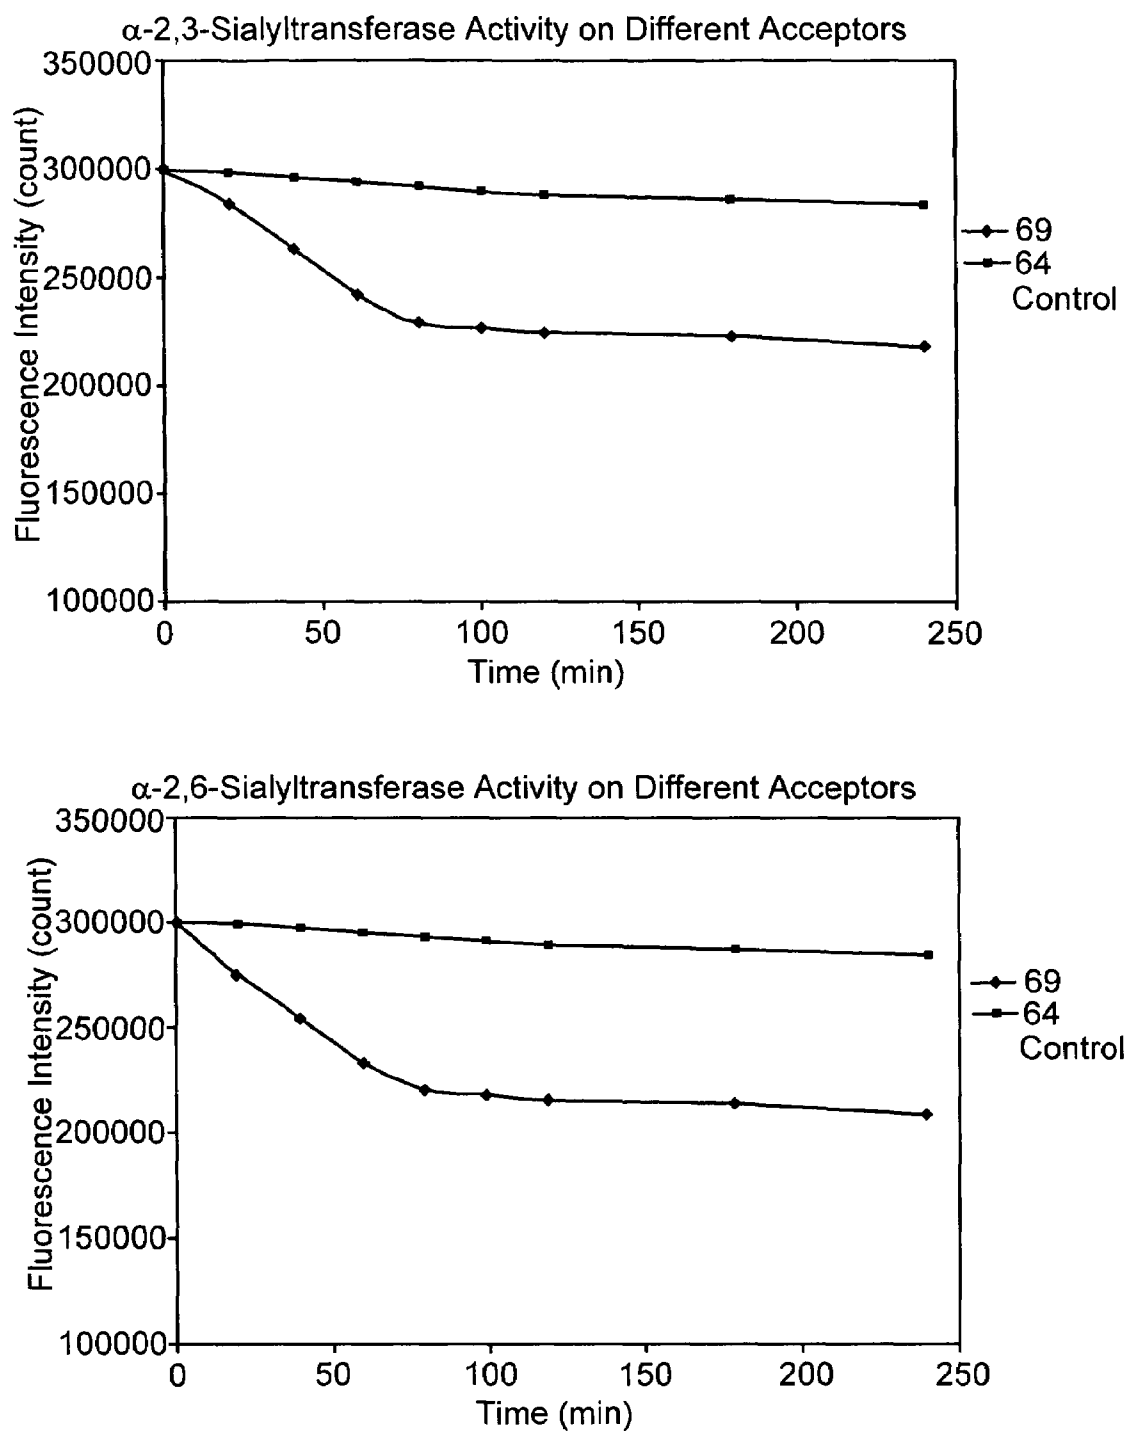 α-2,3-Sialyltransferase Activity on Different Acceptors
350000
300000
250000
200000
150000
100000
Fluorescence Intensity (count)
0 50 100 150 200 250
Time (min)
69
64
Control
α-2,6-Sialyltransferase Activity on Different Acceptors
350000
300000
250000
200000
150000
100000
Fluorescence Intensity (count)
0 50 100 150 200 250
Time (min)
69
64
Control